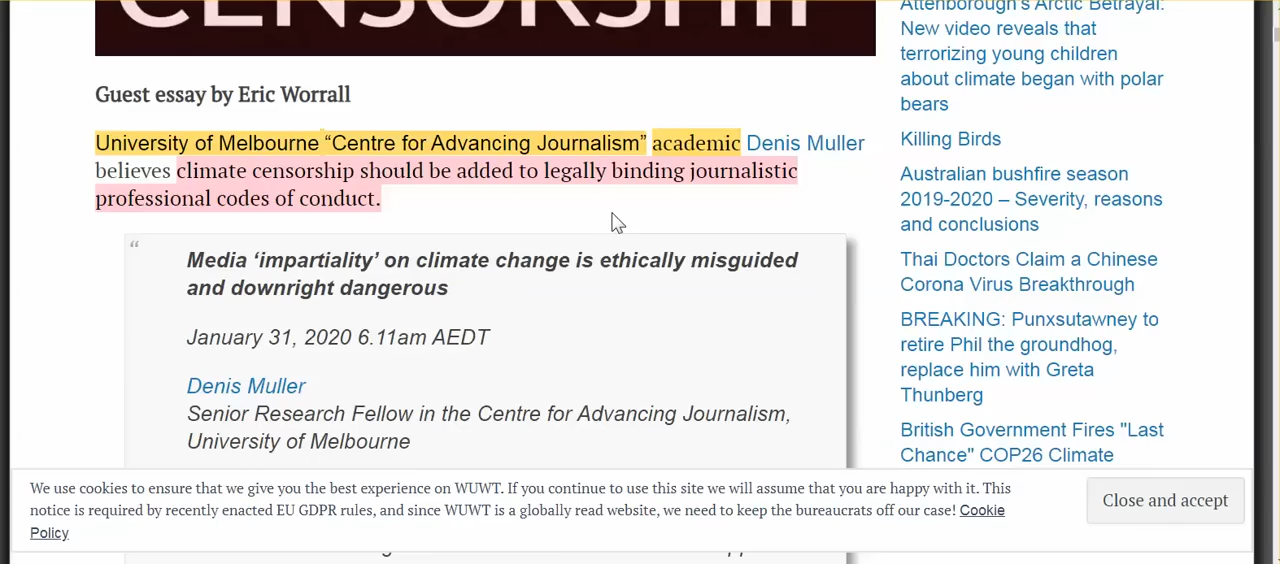 CENSORSHIP
Guest essay by Eric Worrall
University of Melbourne “Centre for Advancing Journalism” academic Denis Muller
believes climate censorship should be added to legally binding journalistic
professional codes of conduct.
“
Media ‘impartiality’ on climate change is ethically misguided
and downright dangerous
January 31, 2020 6.11am AEDT
Denis Muller
Senior Research Fellow in the Centre for Advancing Journalism,
University of Melbourne
Attenborough's Arctic Betrayal:
New video reveals that
terrorizing young children
about climate began with polar
bears
Killing Birds
Australian bushfire season
2019-2020 – Severity, reasons
and conclusions
Thai Doctors Claim a Chinese
Corona Virus Breakthrough
BREAKING: Punxsutawney to
retire Phil the groundhog,
replace him with Greta
Thunberg
British Government Fires "Last
Chance" COP26 Climate
We use cookies to ensure that we give you the best experience on WUWT. If you continue to use this site we will assume that you are happy with it. This
notice is required by recently enacted EU GDPR rules, and since WUWT is a globally read website, we need to keep the bureaucrats off our case! Cookie
Policy
Close and accept